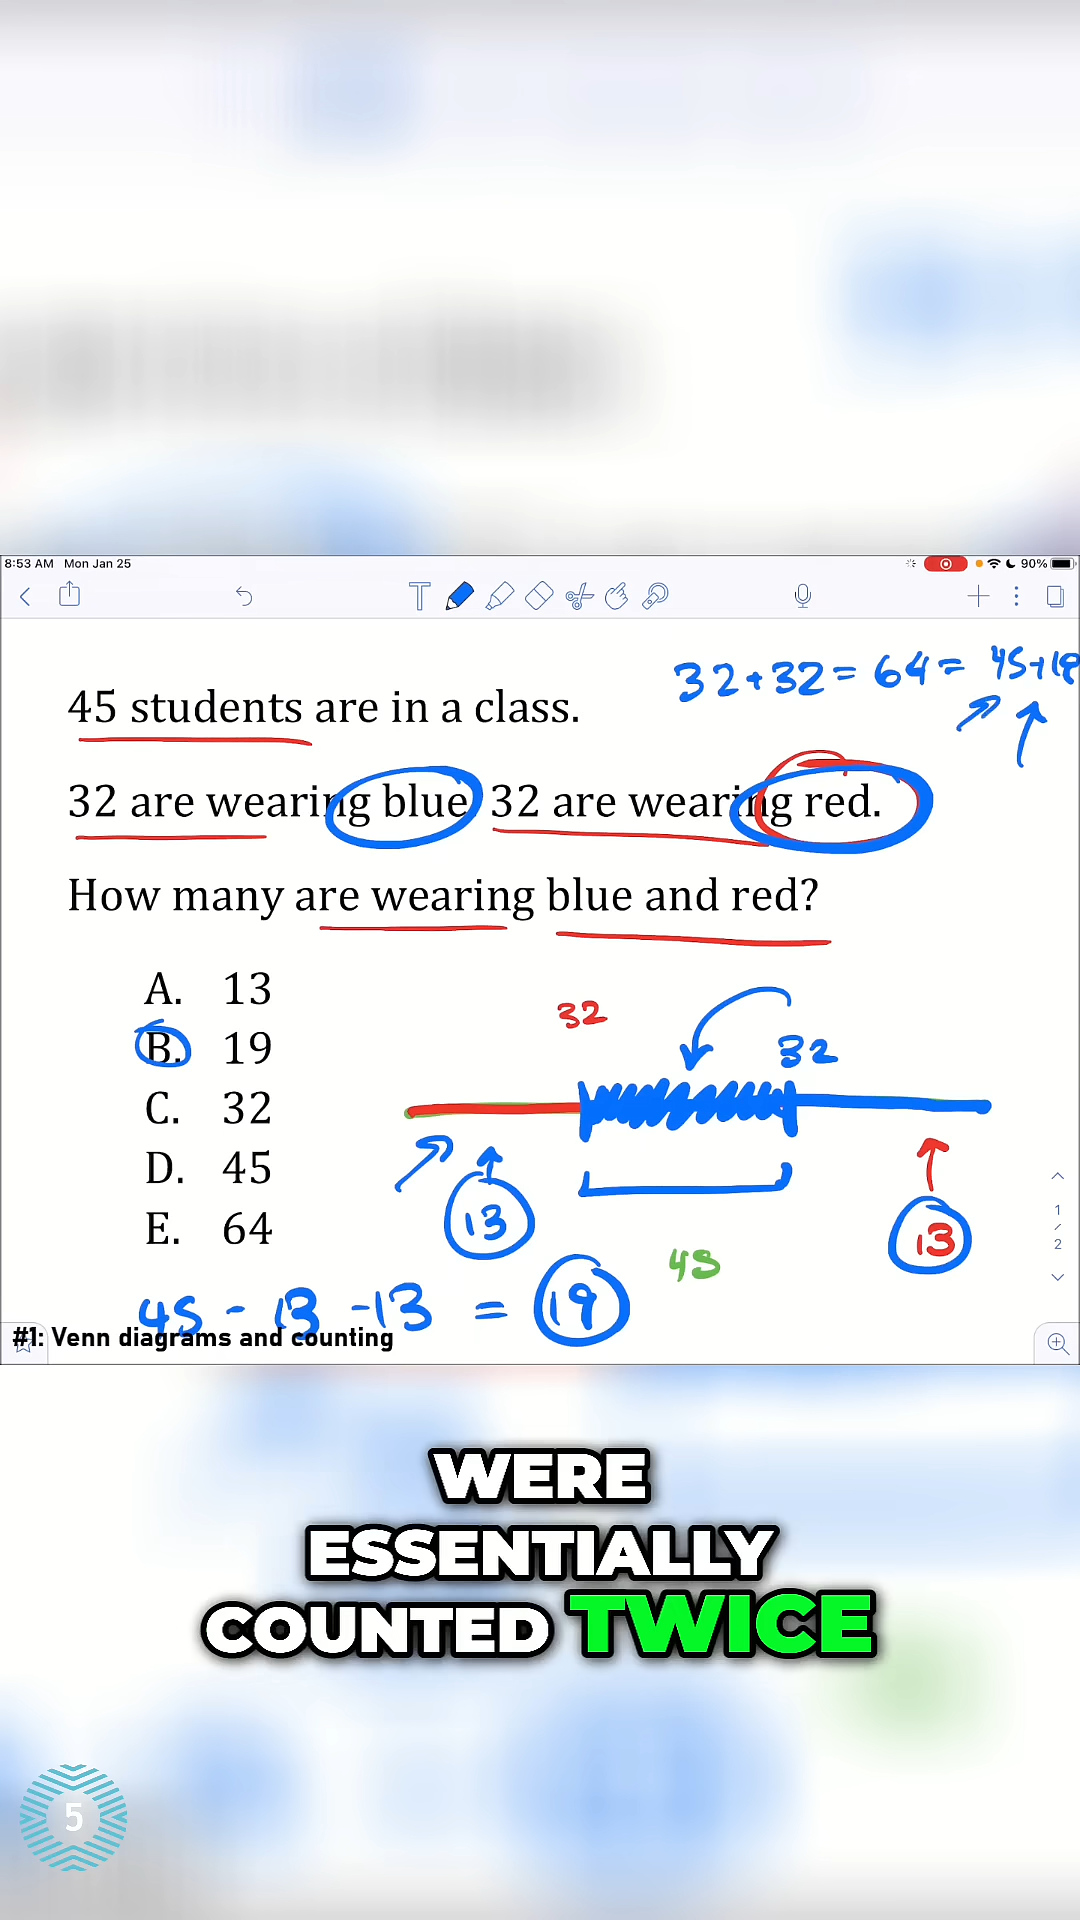 8:53 AM Mon Jan 25
90%
T
32+32 = 64 = 45+19
45 students are in a class.
32 are wearing blue 32 are wearing red.
How many are wearing blue and red?
A. 13
B. 19
C. 32
D. 45
E. 64
32
32
13
13
45
45 - 13 - 13 = 19
1
/
2
#1: Venn diagrams and counting
WERE
ESSENTIALLY
COUNTED TWICE
5